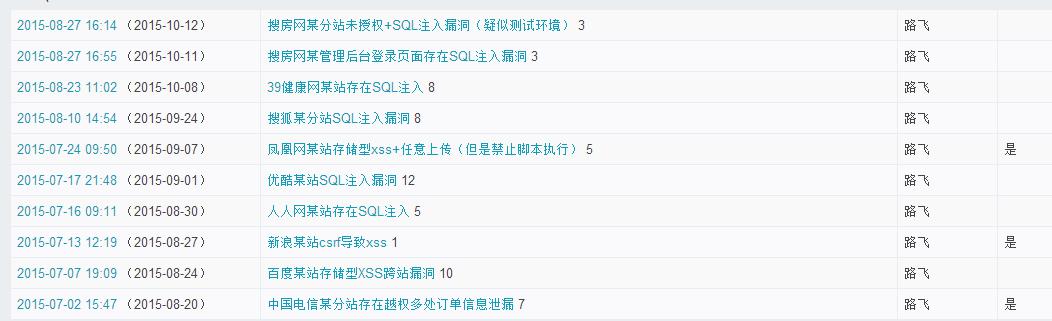 2015-08-27 16:14（2015-10-12） 搜房网某分站未授权+SQL注入漏洞（疑似测试环境） 3 路飞
2015-08-27 16:55（2015-10-11） 搜房网某管理后台登录页面存在SQL注入漏洞 3 路飞
2015-08-23 11:02（2015-10-08） 39健康网某站存在SQL注入 8 路飞
2015-08-10 14:54（2015-09-24） 搜狐某分站SQL注入漏洞 8 路飞
2015-07-24 09:50（2015-09-07） 凤凰网某站存储型xss+任意上传（但是禁止脚本执行） 5 路飞 是
2015-07-17 21:48（2015-09-01） 优酷某站SQL注入漏洞 12 路飞
2015-07-16 09:11（2015-08-30） 人人网某站存在SQL注入 5 路飞
2015-07-13 12:19（2015-08-27） 新浪某站csrf导致xss 1 路飞 是
2015-07-07 19:09（2015-08-24） 百度某站存储型XSS跨站漏洞 10 路飞
2015-07-02 15:47（2015-08-20） 中国电信某分站存在越权多处订单信息泄漏 7 路飞 是